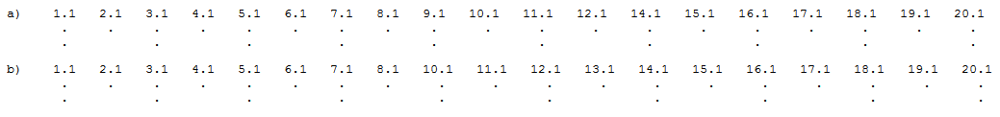 a) 1.1 2.1 3.1 4.1 5.1 6.1 7.1 8.1 9.1 10.1 11.1 12.1 14.1 15.1 16.1 17.1 18.1 19.1 20.1
. . . . . . . . . . . . . . . . . . .
. . . . . . . . . .
b) 1.1 2.1 3.1 4.1 5.1 6.1 7.1 8.1 10.1 11.1 12.1 13.1 14.1 15.1 16.1 17.1 18.1 19.1 20.1
. . . . . . . . . . . . . . . . . . .
. . . . . . . . . .